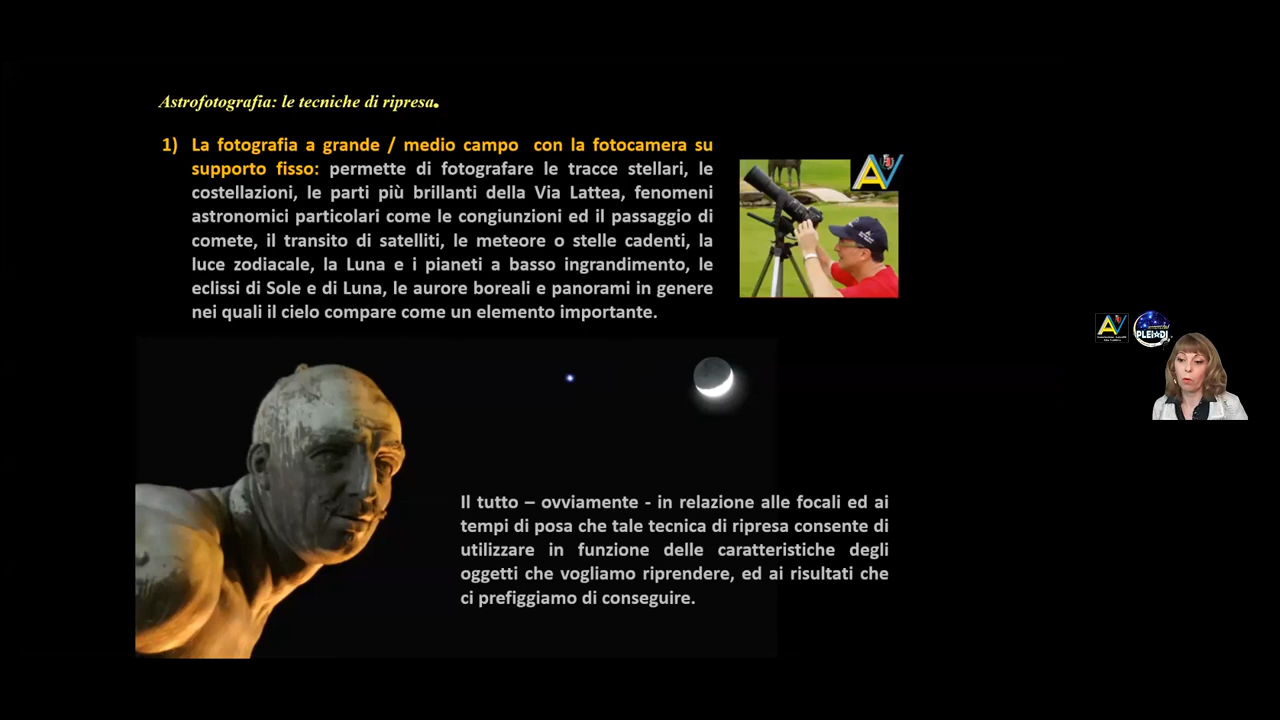 Astrofotografia: le tecniche di ripresa.
1) La fotografia a grande / medio campo con la fotocamera su
supporto fisso: permette di fotografare le tracce stellari, le
costellazioni, le parti più brillanti della Via Lattea, fenomeni
astronomici particolari come le congiunzioni ed il passaggio di
comete, il transito di satelliti, le meteore o stelle cadenti, la
luce zodiacale, la Luna e i pianeti a basso ingrandimento, le
eclissi di Sole e di Luna, le aurore boreali e panorami in genere
nei quali il cielo compare come un elemento importante.
AV
AV
PLEIADI
Il tutto – ovviamente - in relazione alle focali ed ai
tempi di posa che tale tecnica di ripresa consente di
utilizzare in funzione delle caratteristiche degli
oggetti che vogliamo riprendere, ed ai risultati che
ci prefiggiamo di conseguire.